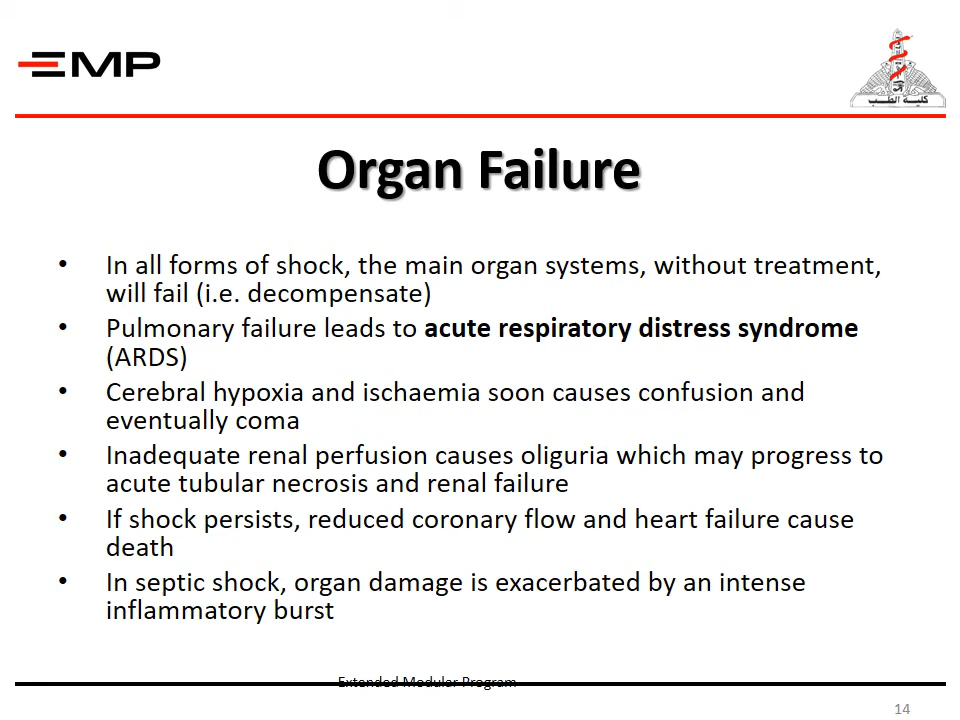 EMP
كلية الطب
Organ Failure
• In all forms of shock, the main organ systems, without treatment,
will fail (i.e. decompensate)
• Pulmonary failure leads to acute respiratory distress syndrome
(ARDS)
• Cerebral hypoxia and ischaemia soon causes confusion and
eventually coma
• Inadequate renal perfusion causes oliguria which may progress to
acute tubular necrosis and renal failure
• If shock persists, reduced coronary flow and heart failure cause
death
• In septic shock, organ damage is exacerbated by an intense
inflammatory burst
Extended Modular Program
14